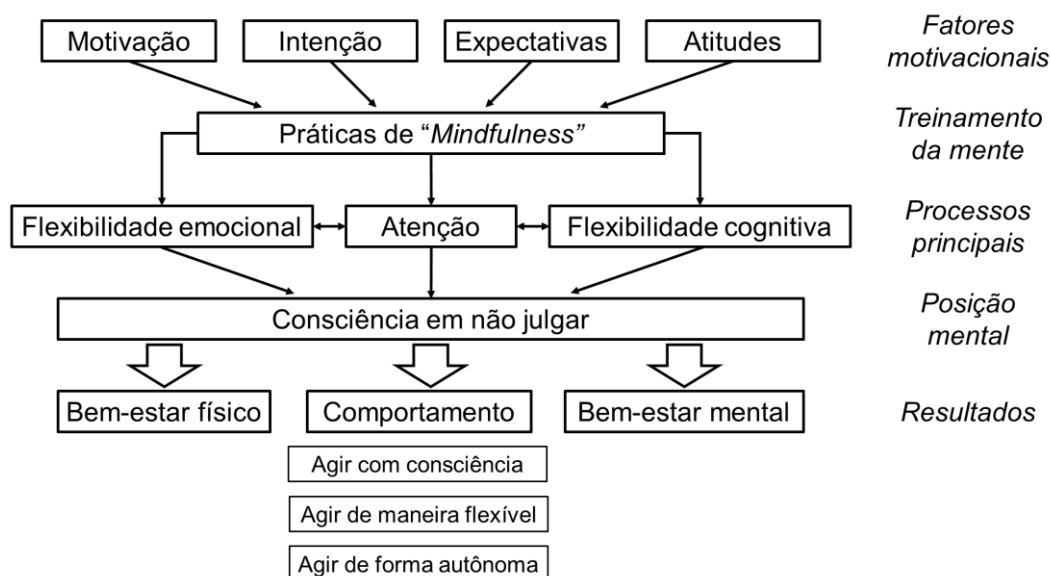 Motivação
Intenção
Expectativas
Atitudes
Fatores
motivacionais
Práticas de “Mindfulness”
Treinamento
da mente
Flexibilidade emocional
Atenção
Flexibilidade cognitiva
Processos
principais
Consciência em não julgar
Posição
mental
Bem-estar físico
Comportamento
Bem-estar mental
Resultados
Agir com consciência
Agir de maneira flexível
Agir de forma autônoma